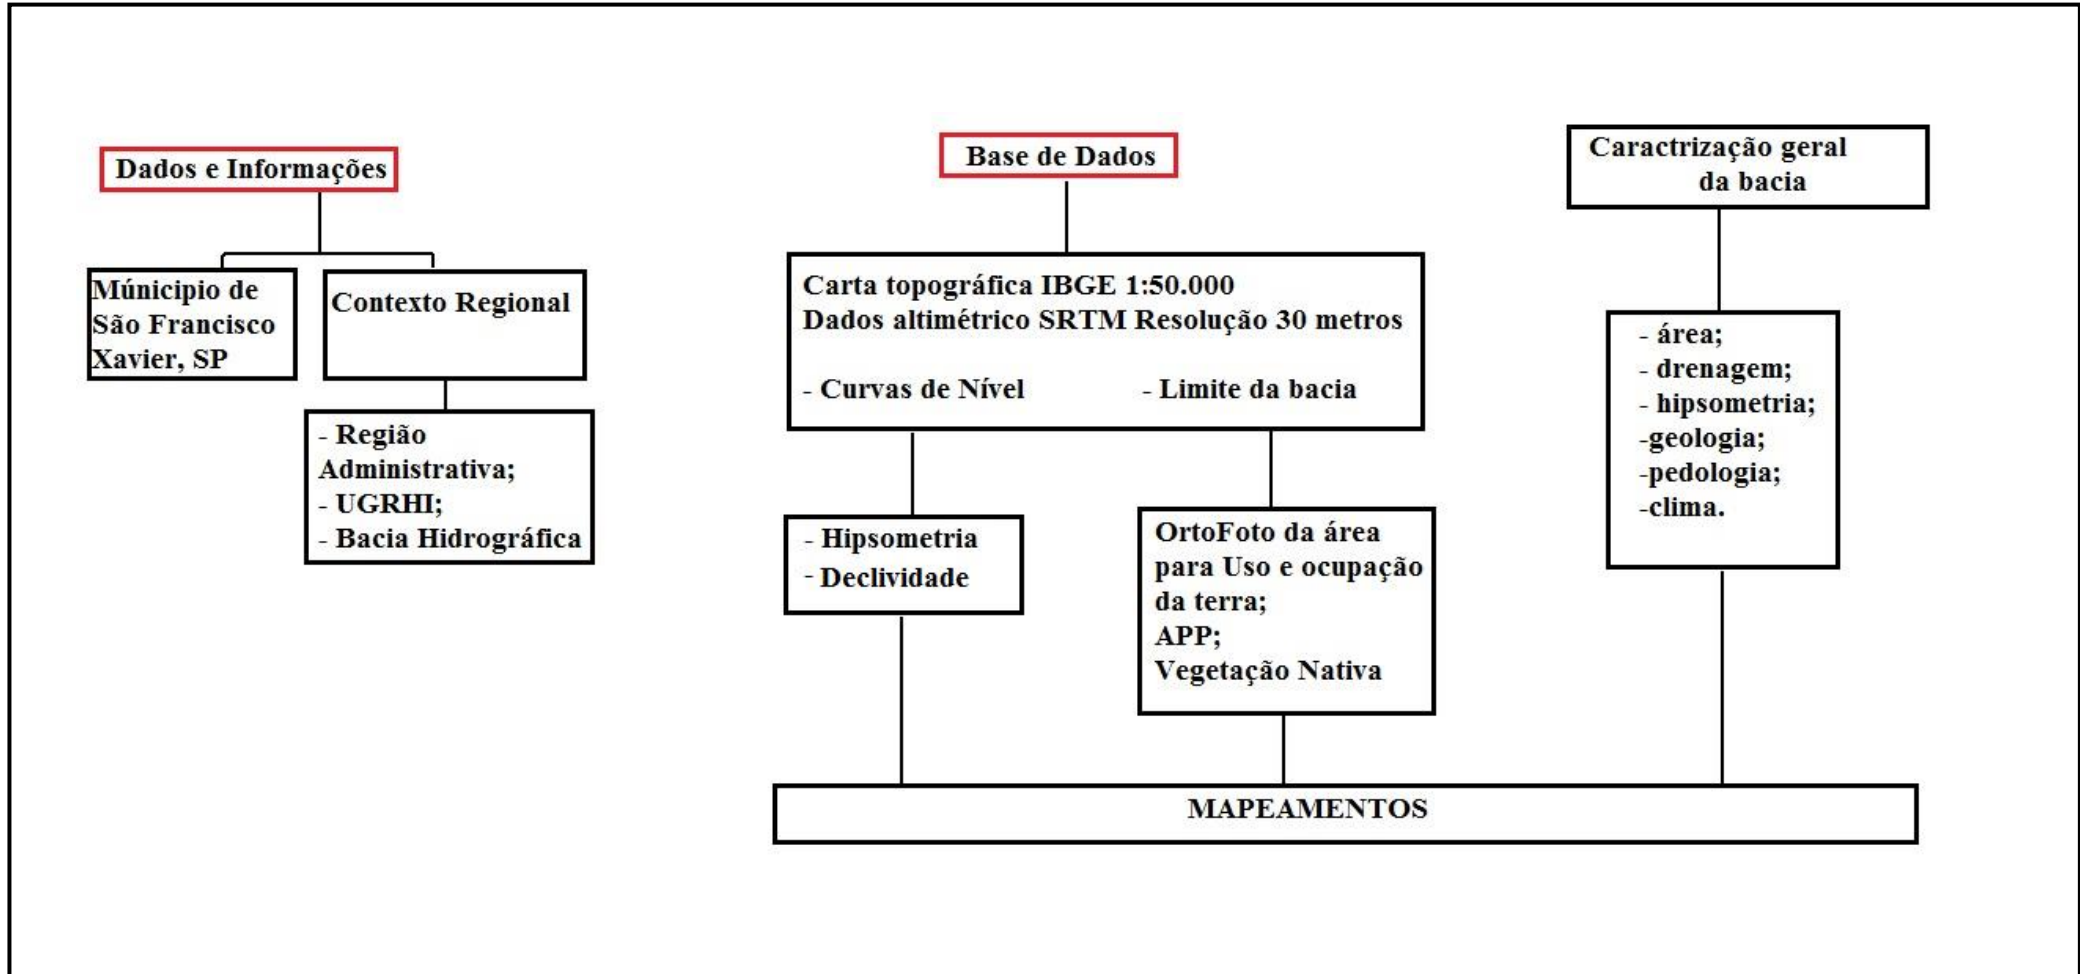 Dados e Informações
Múnicipio de
São Francisco
Xavier, SP
Contexto Regional
- Região
Administrativa;
- UGRHI;
- Bacia Hidrográfica
Base de Dados
Carta topográfica IBGE 1:50.000
Dados altimétrico SRTM Resolução 30 metros
- Curvas de Nível - Limite da bacia
- Hipsometria
- Declividade
OrtoFoto da área
para Uso e ocupação
da terra;
APP;
Vegetação Nativa
Caractrização geral
da bacia
- área;
- drenagem;
- hipsometria;
-geologia;
-pedologia;
-clima.
MAPEAMENTOS